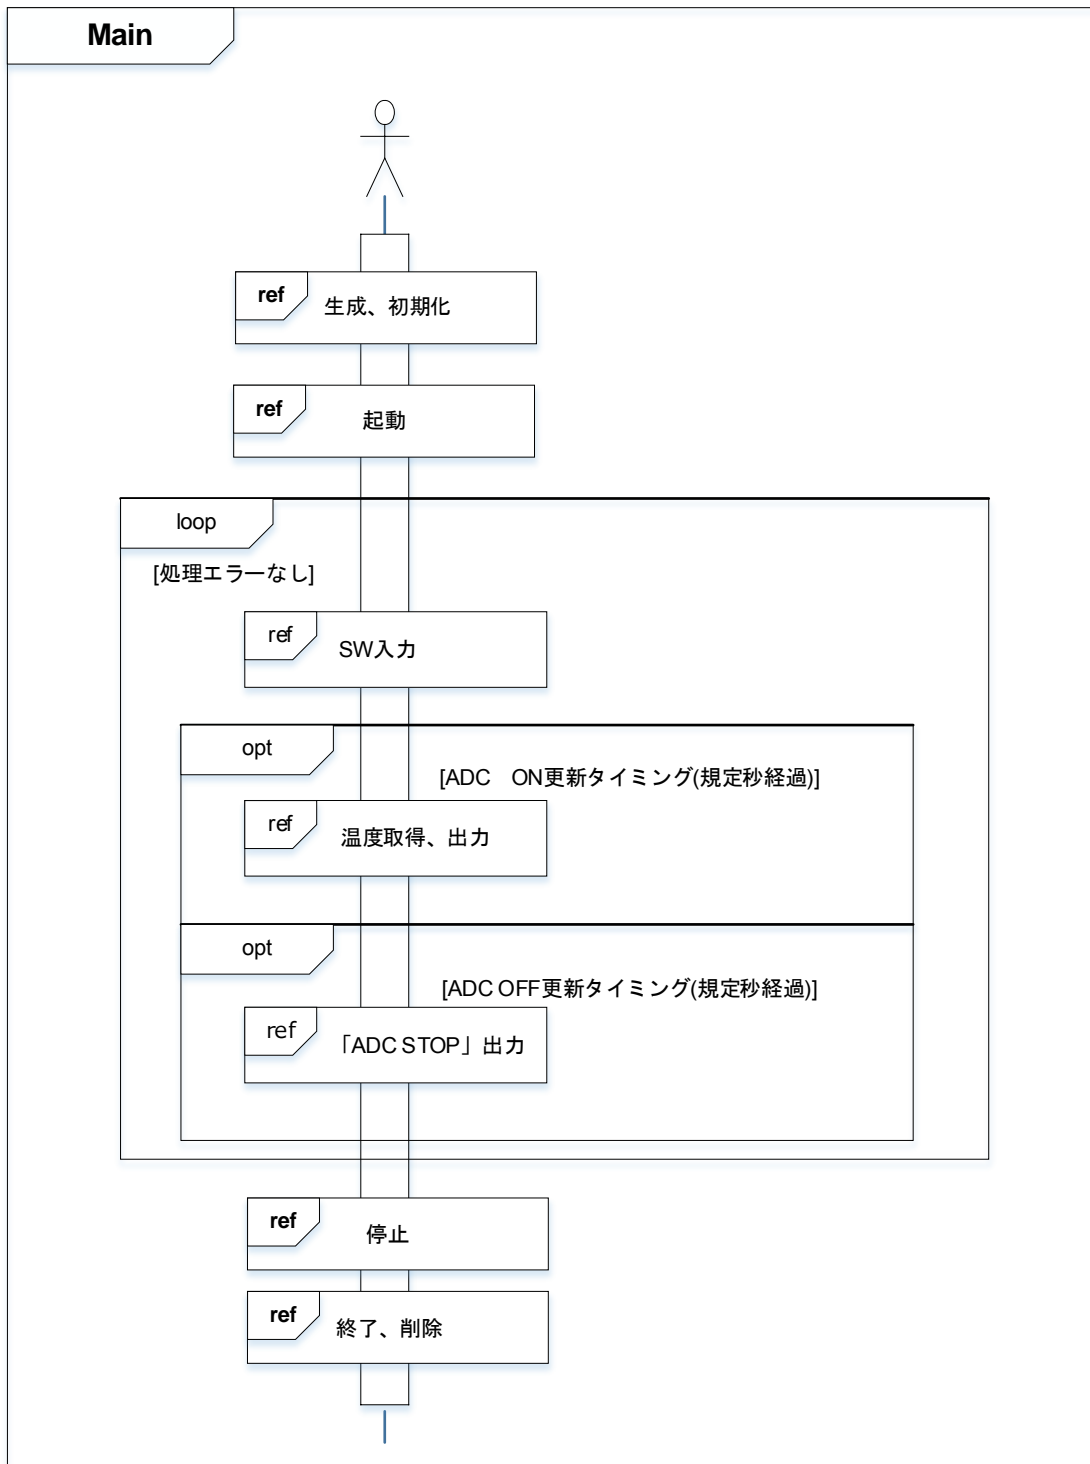 Main
ref
生成、初期化
ref
起動
loop
[処理エラーなし]
ref
SW入力
opt
[ADC　ON更新タイミング(規定秒経過)]
ref
温度取得、出力
opt
[ADC OFF更新タイミング(規定秒経過)]
ref
「ADC STOP」出力
ref
停止
ref
終了、削除